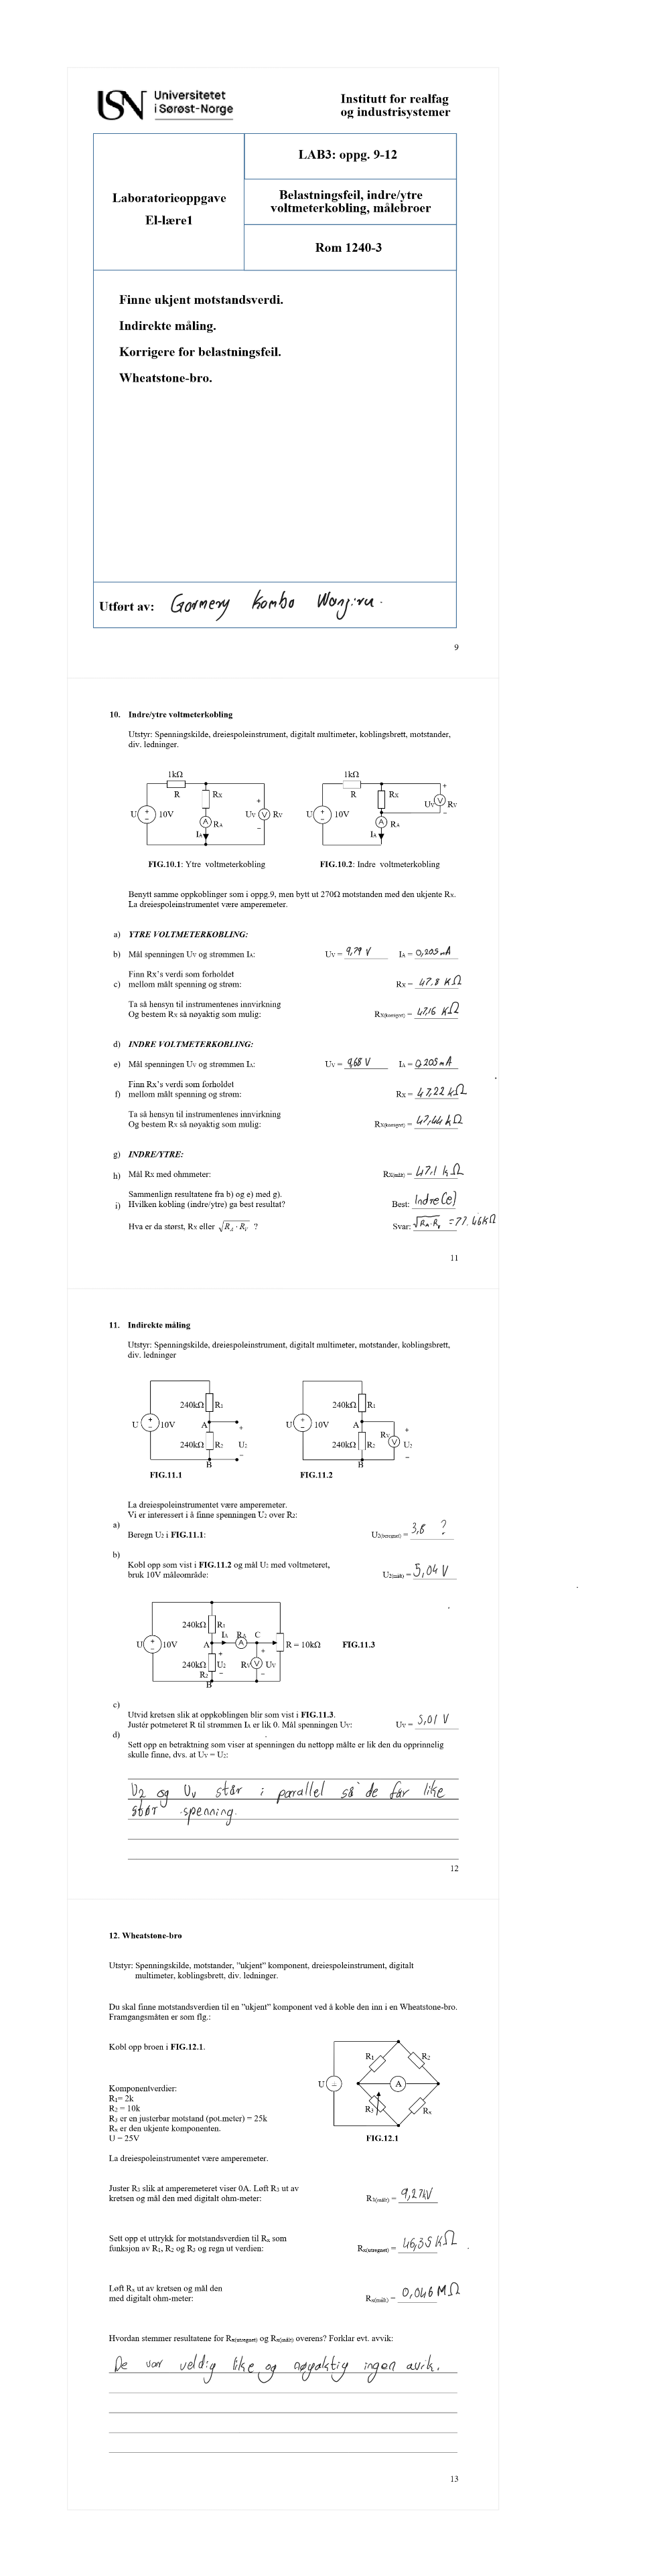 USN Universitetet
i Sørøst-Norge
Institutt for realfag
og industrisystemer
Laboratorieoppgave
El-lære1
LAB3: oppg. 9-12
Belastningsfeil, indre/ytre
voltmeterkobling, målebroer
Rom 1240-3
Finne ukjent motstandsverdi.
Indirekte måling.
Korrigere for belastningsfeil.
Wheatstone-bro.
Utført av: Kombo
9
10. Indre/ytre voltmeterkobling
Utstyr: Spenningskilde, dreiespoleinstrument, digitalt multimeter, koblingsbrett, motstander,
div. ledninger.
1kΩ
R RX
U + − 10V A RA UV + − V RV
IA
FIG.10.1: Ytre voltmeterkobling
1kΩ
R RX
U + − 10V A RA UV + − V RV
IA
FIG.10.2: Indre voltmeterkobling
Benytt samme oppkoblinger som i oppg.9, men bytt ut 270Ω motstanden med den ukjente RX.
La dreiespoleinstrumentet være amperemeter.
a) YTRE VOLTMETERKOBLING:
b) Mål spenningen UV og strømmen IA: UV = 9,79 V IA = 0,205 mA
Finn Rx's verdi som forholdet
c) mellom målt spenning og strøm: RX = 47,8 KΩ
Ta så hensyn til instrumentenes innvirkning
Og bestem RX så nøyaktig som mulig: RX(korrigert) = 47,16 KΩ
d) INDRE VOLTMETERKOBLING:
e) Mål spenningen UV og strømmen IA: UV = 9,68 V IA = 0,205 mA
Finn Rx's verdi som forholdet
f) mellom målt spenning og strøm: RX = 47,22 kΩ
Ta så hensyn til instrumentenes innvirkning
Og bestem RX så nøyaktig som mulig: RX(korrigert) = 47,44 kΩ
g) INDRE/YTRE:
h) Mål RX med ohmmeter: RX(målt) = 47,1 kΩ
Sammenlign resultatene fra b) og e) med g).
i) Hvilken kobling (indre/ytre) ga best resultat? Best: Indre (e)
Hva er da størst, RX eller √RA · RV ? Svar: √RA · RV = 77.46KΩ
11
11. Indirekte måling
Utstyr: Spenningskilde, dreiespoleinstrument, digitalt multimeter, motstander, koblingsbrett,
div. ledninger
240kΩ R1
U + − 10V A
240kΩ R2 + U2 −
B
FIG.11.1
240kΩ R1
U + − 10V A
240kΩ R2 RV V + U2 −
B
FIG.11.2
La dreiespoleinstrumentet være amperemeter.
Vi er interessert i å finne spenningen U2 over R2:
a)
Beregn U2 i FIG.11.1: U2(beregnet) = 3,8 ?
b)
Kobl opp som vist i FIG.11.2 og mål U2 med voltmeteret,
bruk 10V måleområde: U2(målt) = 5,04 V
240kΩ R1
IA RA C
U + − 10V A A R = 10kΩ FIG.11.3
240kΩ + U2 − RV V + UV −
R2
B
c)
Utvid kretsen slik at oppkoblingen blir som vist i FIG.11.3.
Justér potmeteret R til strømmen IA er lik 0. Mål spenningen UV: UV = 5,01 V
d)
Sett opp en betraktning som viser at spenningen du nettopp målte er lik den du opprinnelig
skulle finne, dvs. at UV = U2:
U2 og Uv står i parallel så de får like
stør spenning.
12
12. Wheatstone-bro
Utstyr: Spenningskilde, motstander, "ukjent" komponent, dreiespoleinstrument, digitalt
multimeter, koblingsbrett, div. ledninger.
Du skal finne motstandsverdien til en "ukjent" komponent ved å koble den inn i en Wheatstone-bro.
Framgangsmåten er som flg.:
Kobl opp broen i FIG.12.1.
R1 R2
U A
R3 Rx
FIG.12.1
Komponentverdier:
R1= 2k
R2 = 10k
R3 er en justerbar motstand (pot.meter) = 25k
Rx er den ukjente komponenten.
U = 25V
La dreiespoleinstrumentet være amperemeter.
Juster R3 slik at amperemeteret viser 0A. Løft R3 ut av
kretsen og mål den med digitalt ohm-meter: R3(målt) = 9,27kV
Sett opp et uttrykk for motstandsverdien til Rx som
funksjon av R1, R2 og R3 og regn ut verdien: Rx(utregnet) = 46,35 KΩ
Løft Rx ut av kretsen og mål den
med digitalt ohm-meter: Rx(målt) = 0,046 MΩ
Hvordan stemmer resultatene for Rx(utregnet) og Rx(målt) overens? Forklar evt. avvik:
De var veldig like og nøyaktig ingen avik.
13